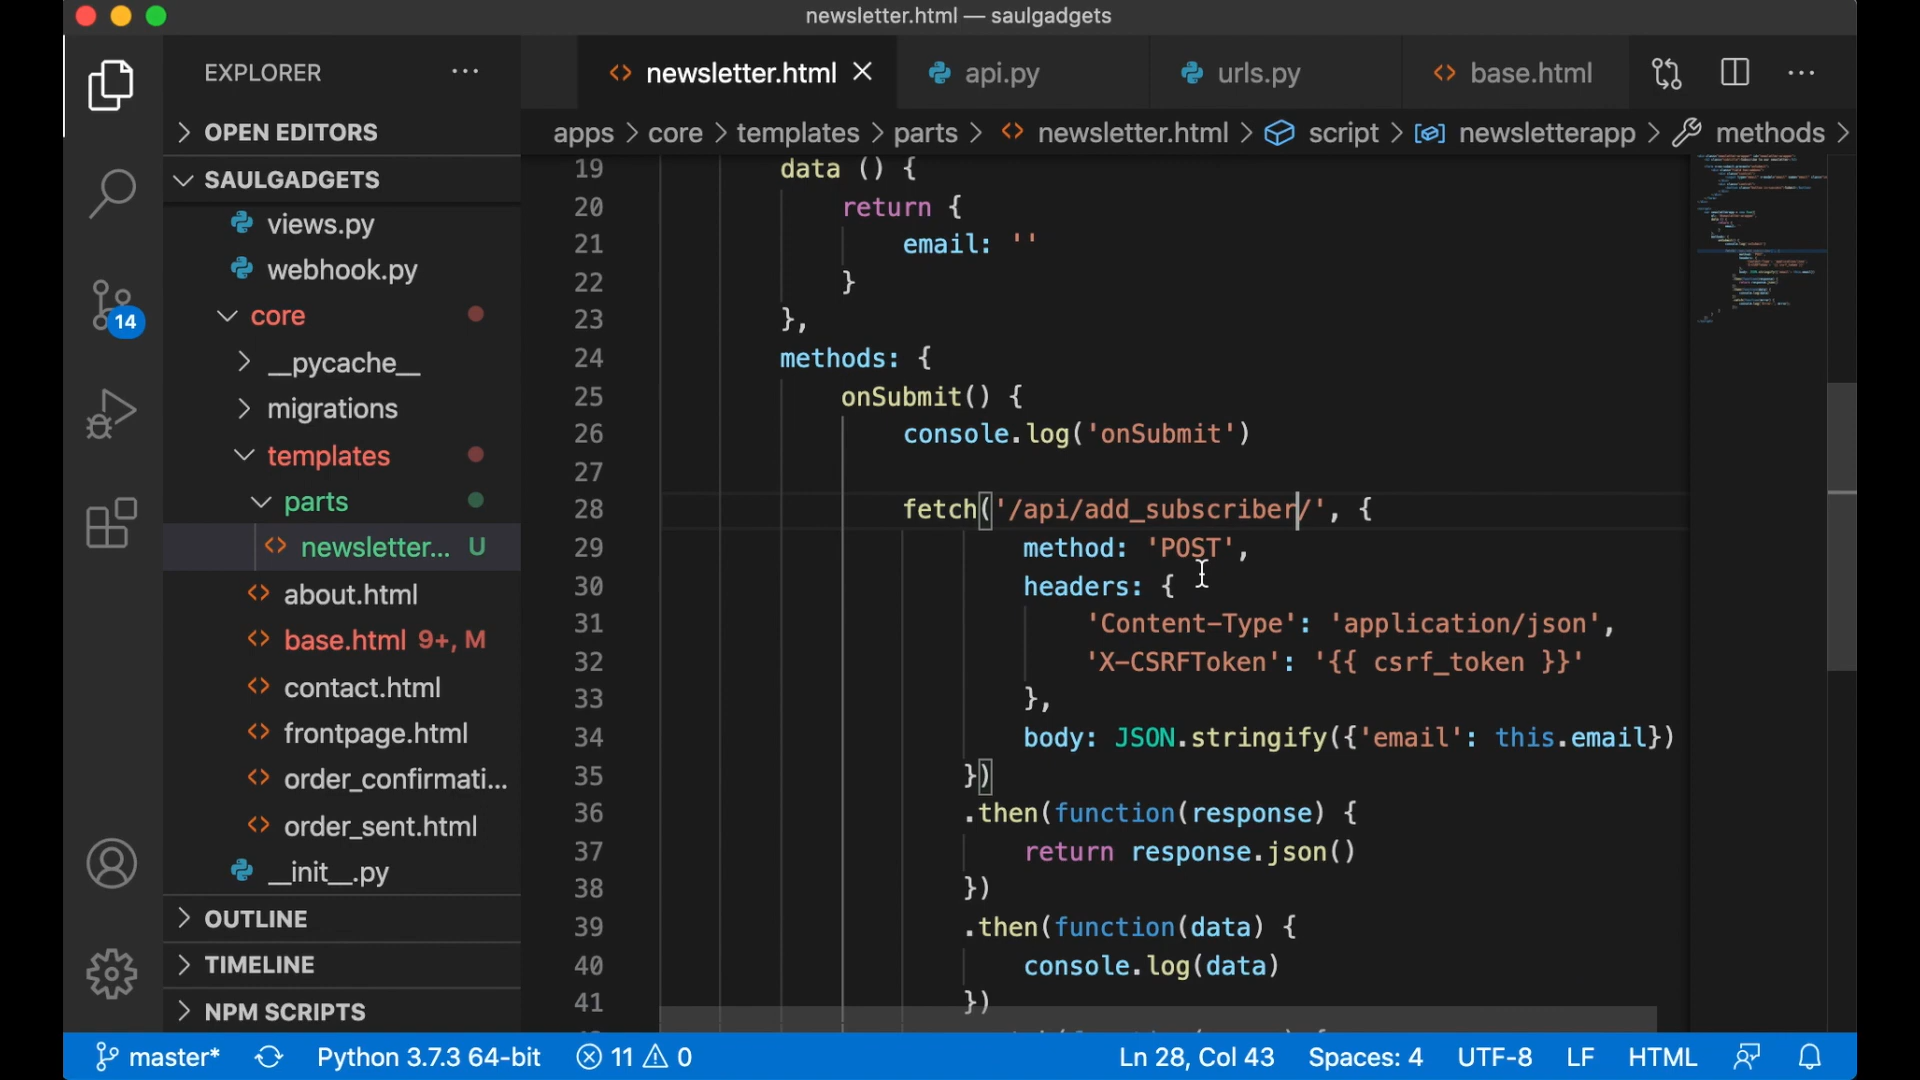 newsletter.html — saulgadgets
EXPLORER
newsletter.html
api.py
urls.py
base.html
apps > core > templates > parts > newsletter.html > script > newsletterapp > methods >
OPEN EDITORS
SAULGADGETS
views.py
webhook.py
core
__pycache__
migrations
templates
parts
newsletter... U
about.html
base.html 9+, M
contact.html
frontpage.html
order_confirmati...
order_sent.html
__init__.py
OUTLINE
TIMELINE
NPM SCRIPTS
14
19 data () {
20 return {
21 email: ''
22 }
23 },
24 methods: {
25 onSubmit() {
26 console.log('onSubmit')
27
28 fetch('/api/add_subscriber/', {
29 method: 'POST',
30 headers: {
31 'Content-Type': 'application/json',
32 'X-CSRFToken': '{{ csrf_token }}'
33 },
34 body: JSON.stringify({'email': this.email})
35 })
36 .then(function(response) {
37 return response.json()
38 })
39 .then(function(data) {
40 console.log(data)
41 })
master* Python 3.7.3 64-bit 11 0 Ln 28, Col 43 Spaces: 4 UTF-8 LF HTML